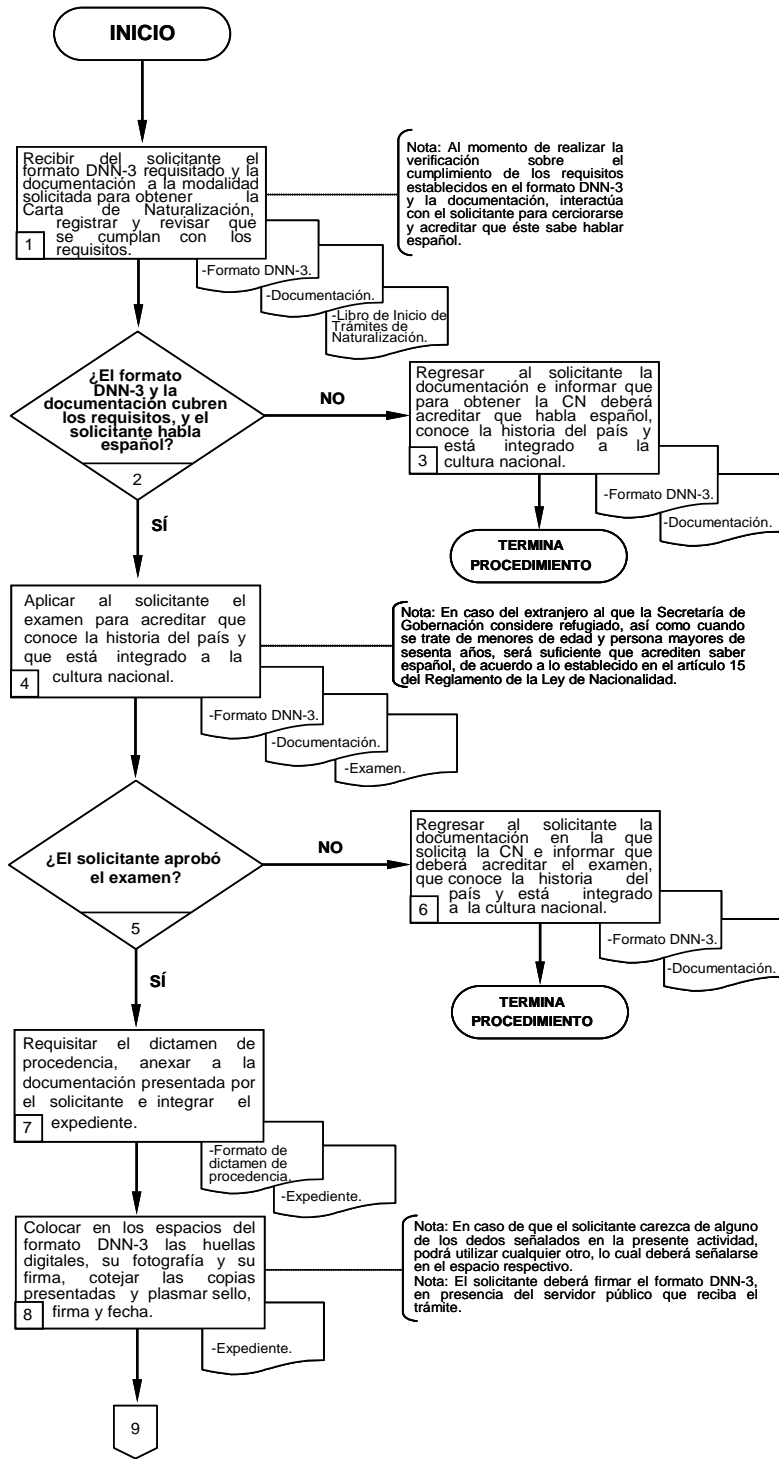 INICIO
Recibir del solicitante el
formato DNN-3 requisitado y la
documentación a la modalidad
solicitada para obtener la
Carta de Naturalización,
registrar y revisar que
se cumplan con los
requisitos.
1
Nota: Al momento de realizar la
verificación sobre el
cumplimiento de los requisitos
establecidos en el formato DNN-3
y la documentación, interactúa
con el solicitante para cerciorarse
y acreditar que éste sabe hablar
español.
-Formato DNN-3.
-Documentación.
-Libro de Inicio de
Trámites de
Naturalización.
¿El formato
DNN-3 y la
documentación cubren
los requisitos, y el
solicitante habla
español?
2
NO
Regresar al solicitante la
documentación e informar que
para obtener la CN deberá
acreditar que habla español,
conoce la historia del país y
está integrado a la
cultura nacional.
3
-Formato DNN-3.
-Documentación.
TERMINA
PROCEDIMIENTO
SÍ
Aplicar al solicitante el
examen para acreditar que
conoce la historia del país y
que está integrado a la
cultura nacional.
4
Nota: En caso del extranjero al que la Secretaría de
Gobernación considere refugiado, así como cuando
se trate de menores de edad y persona mayores de
sesenta años, será suficiente que acrediten saber
español, de acuerdo a lo establecido en el artículo 15
del Reglamento de la Ley de Nacionalidad.
-Formato DNN-3.
-Documentación.
-Examen.
¿El solicitante aprobó
el examen?
5
NO
Regresar al solicitante la
documentación en la que
solicita la CN e informar que
deberá acreditar el examen,
que conoce la historia del
país y está integrado
a la cultura nacional.
6
-Formato DNN-3.
-Documentación.
TERMINA
PROCEDIMIENTO
SÍ
Requisitar el dictamen de
procedencia, anexar a la
documentación presentada por
el solicitante e integrar el
expediente.
7
-Formato de
dictamen de
procedencia.
-Expediente.
Colocar en los espacios del
formato DNN-3 las huellas
digitales, su fotografía y su
firma, cotejar las copias
presentadas y plasmar sello,
firma y fecha.
8
Nota: En caso de que el solicitante carezca de alguno
de los dedos señalados en la presente actividad,
podrá utilizar cualquier otro, lo cual deberá señalarse
en el espacio respectivo.
Nota: El solicitante deberá firmar el formato DNN-3,
en presencia del servidor público que reciba el
trámite.
-Expediente.
9